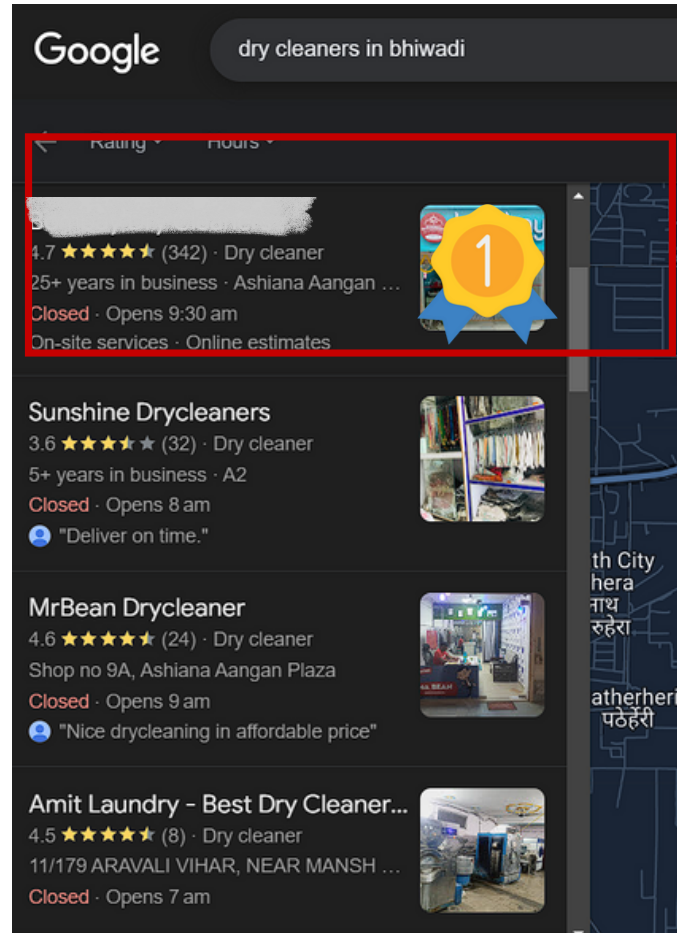 Google
dry cleaners in bhiwadi
Rating
Hours
4.7 (342) · Dry cleaner
25+ years in business · Ashiana Aangan ...
Closed · Opens 9:30 am
On-site services · Online estimates
1
Sunshine Drycleaners
3.6 (32) · Dry cleaner
5+ years in business · A2
Closed · Opens 8 am
"Deliver on time."
MrBean Drycleaner
4.6 (24) · Dry cleaner
Shop no 9A, Ashiana Aangan Plaza
Closed · Opens 9 am
"Nice drycleaning in affordable price"
Amit Laundry - Best Dry Cleaner...
4.5 (8) · Dry cleaner
11/179 ARAVALI VIHAR, NEAR MANSH ...
Closed · Opens 7 am
th City
hera
नाथ
रुहेरा
atherheri
पठेर्हेरी